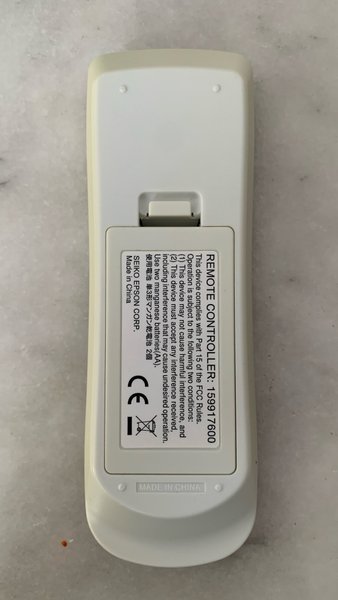 REMOTE CONTROLLER: 159917600
This device complies with Part 15 of the FCC Rules.
Operation is subject to the following two conditions:
(1) This device may not cause harmful interference, and
(2) This device must accept any interference received,
including interference that may cause undesired operation.
Use two manganese batteries(AA).
使用電池 単3形マンガン乾電池 2個
SEIKO EPSON CORP.
Made in China
CE
MADE IN CHINA